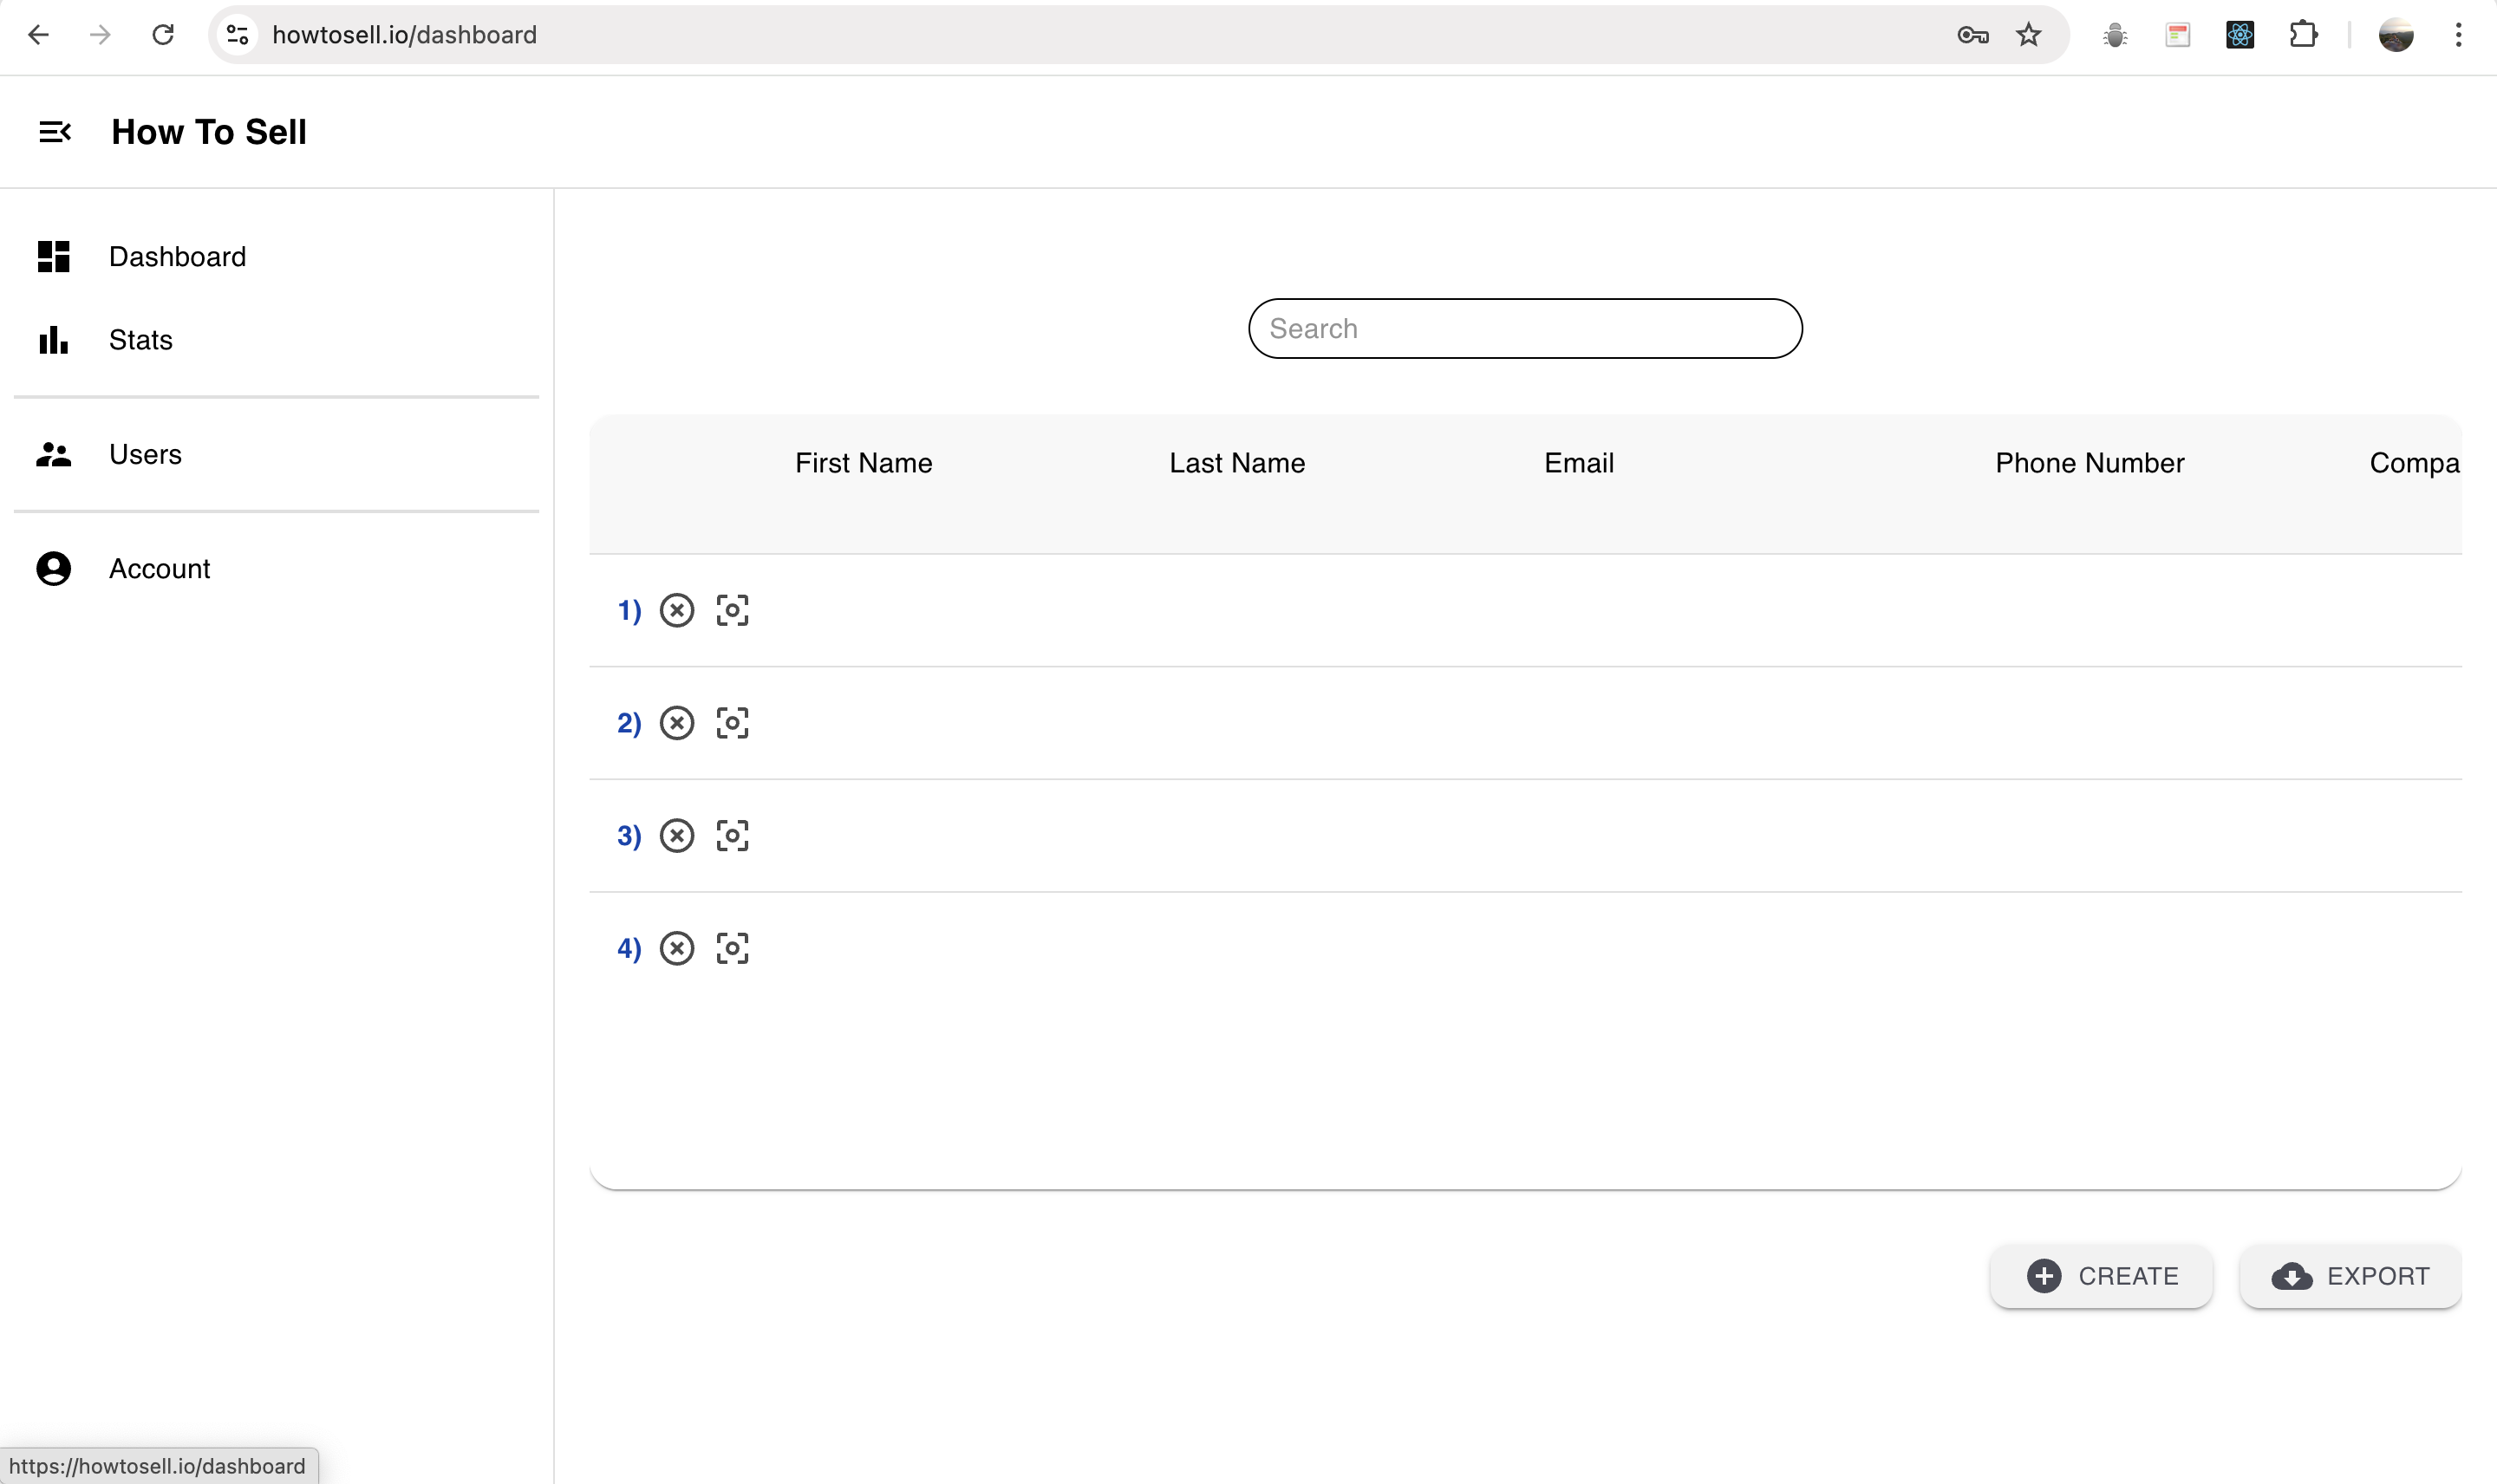 howtosell.io/dashboard
How To Sell
Dashboard
Stats
Users
Account
Search
First Name Last Name Email Phone Number Compa
1)
2)
3)
4)
CREATE EXPORT
https://howtosell.io/dashboard